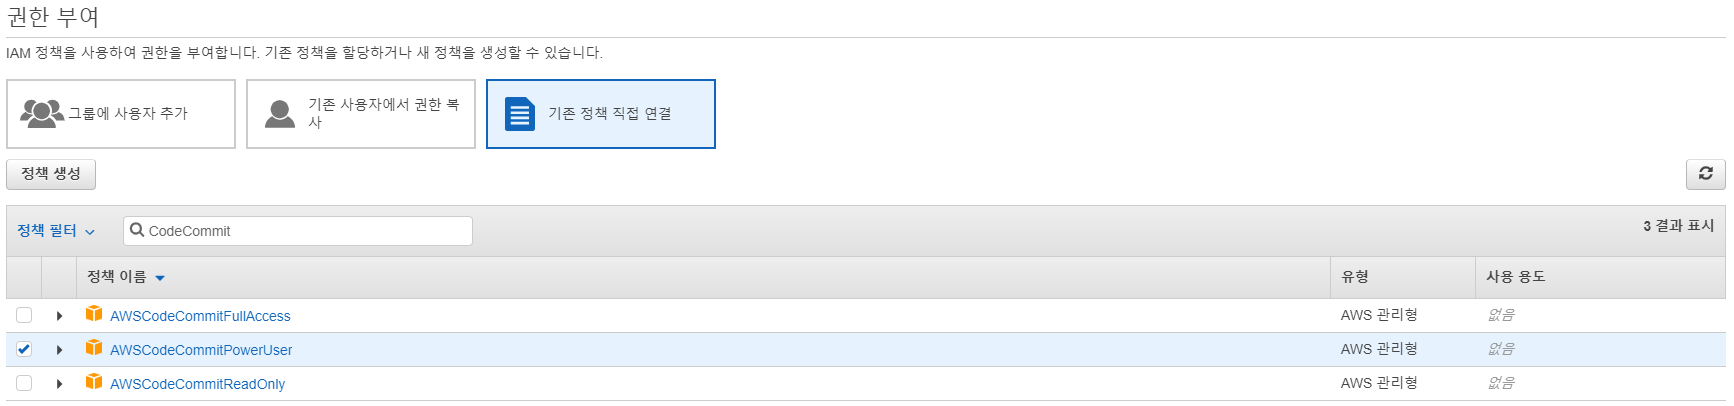 권한 부여
IAM 정책을 사용하여 권한을 부여합니다. 기존 정책을 할당하거나 새 정책을 생성할 수 있습니다.
그룹에 사용자 추가
기존 사용자에서 권한 복
사
기존 정책 직접 연결
정책 생성
정책 필터
CodeCommit
3 결과 표시
정책 이름 유형 사용 용도
AWSCodeCommitFullAccess AWS 관리형 없음
AWSCodeCommitPowerUser AWS 관리형 없음
AWSCodeCommitReadOnly AWS 관리형 없음